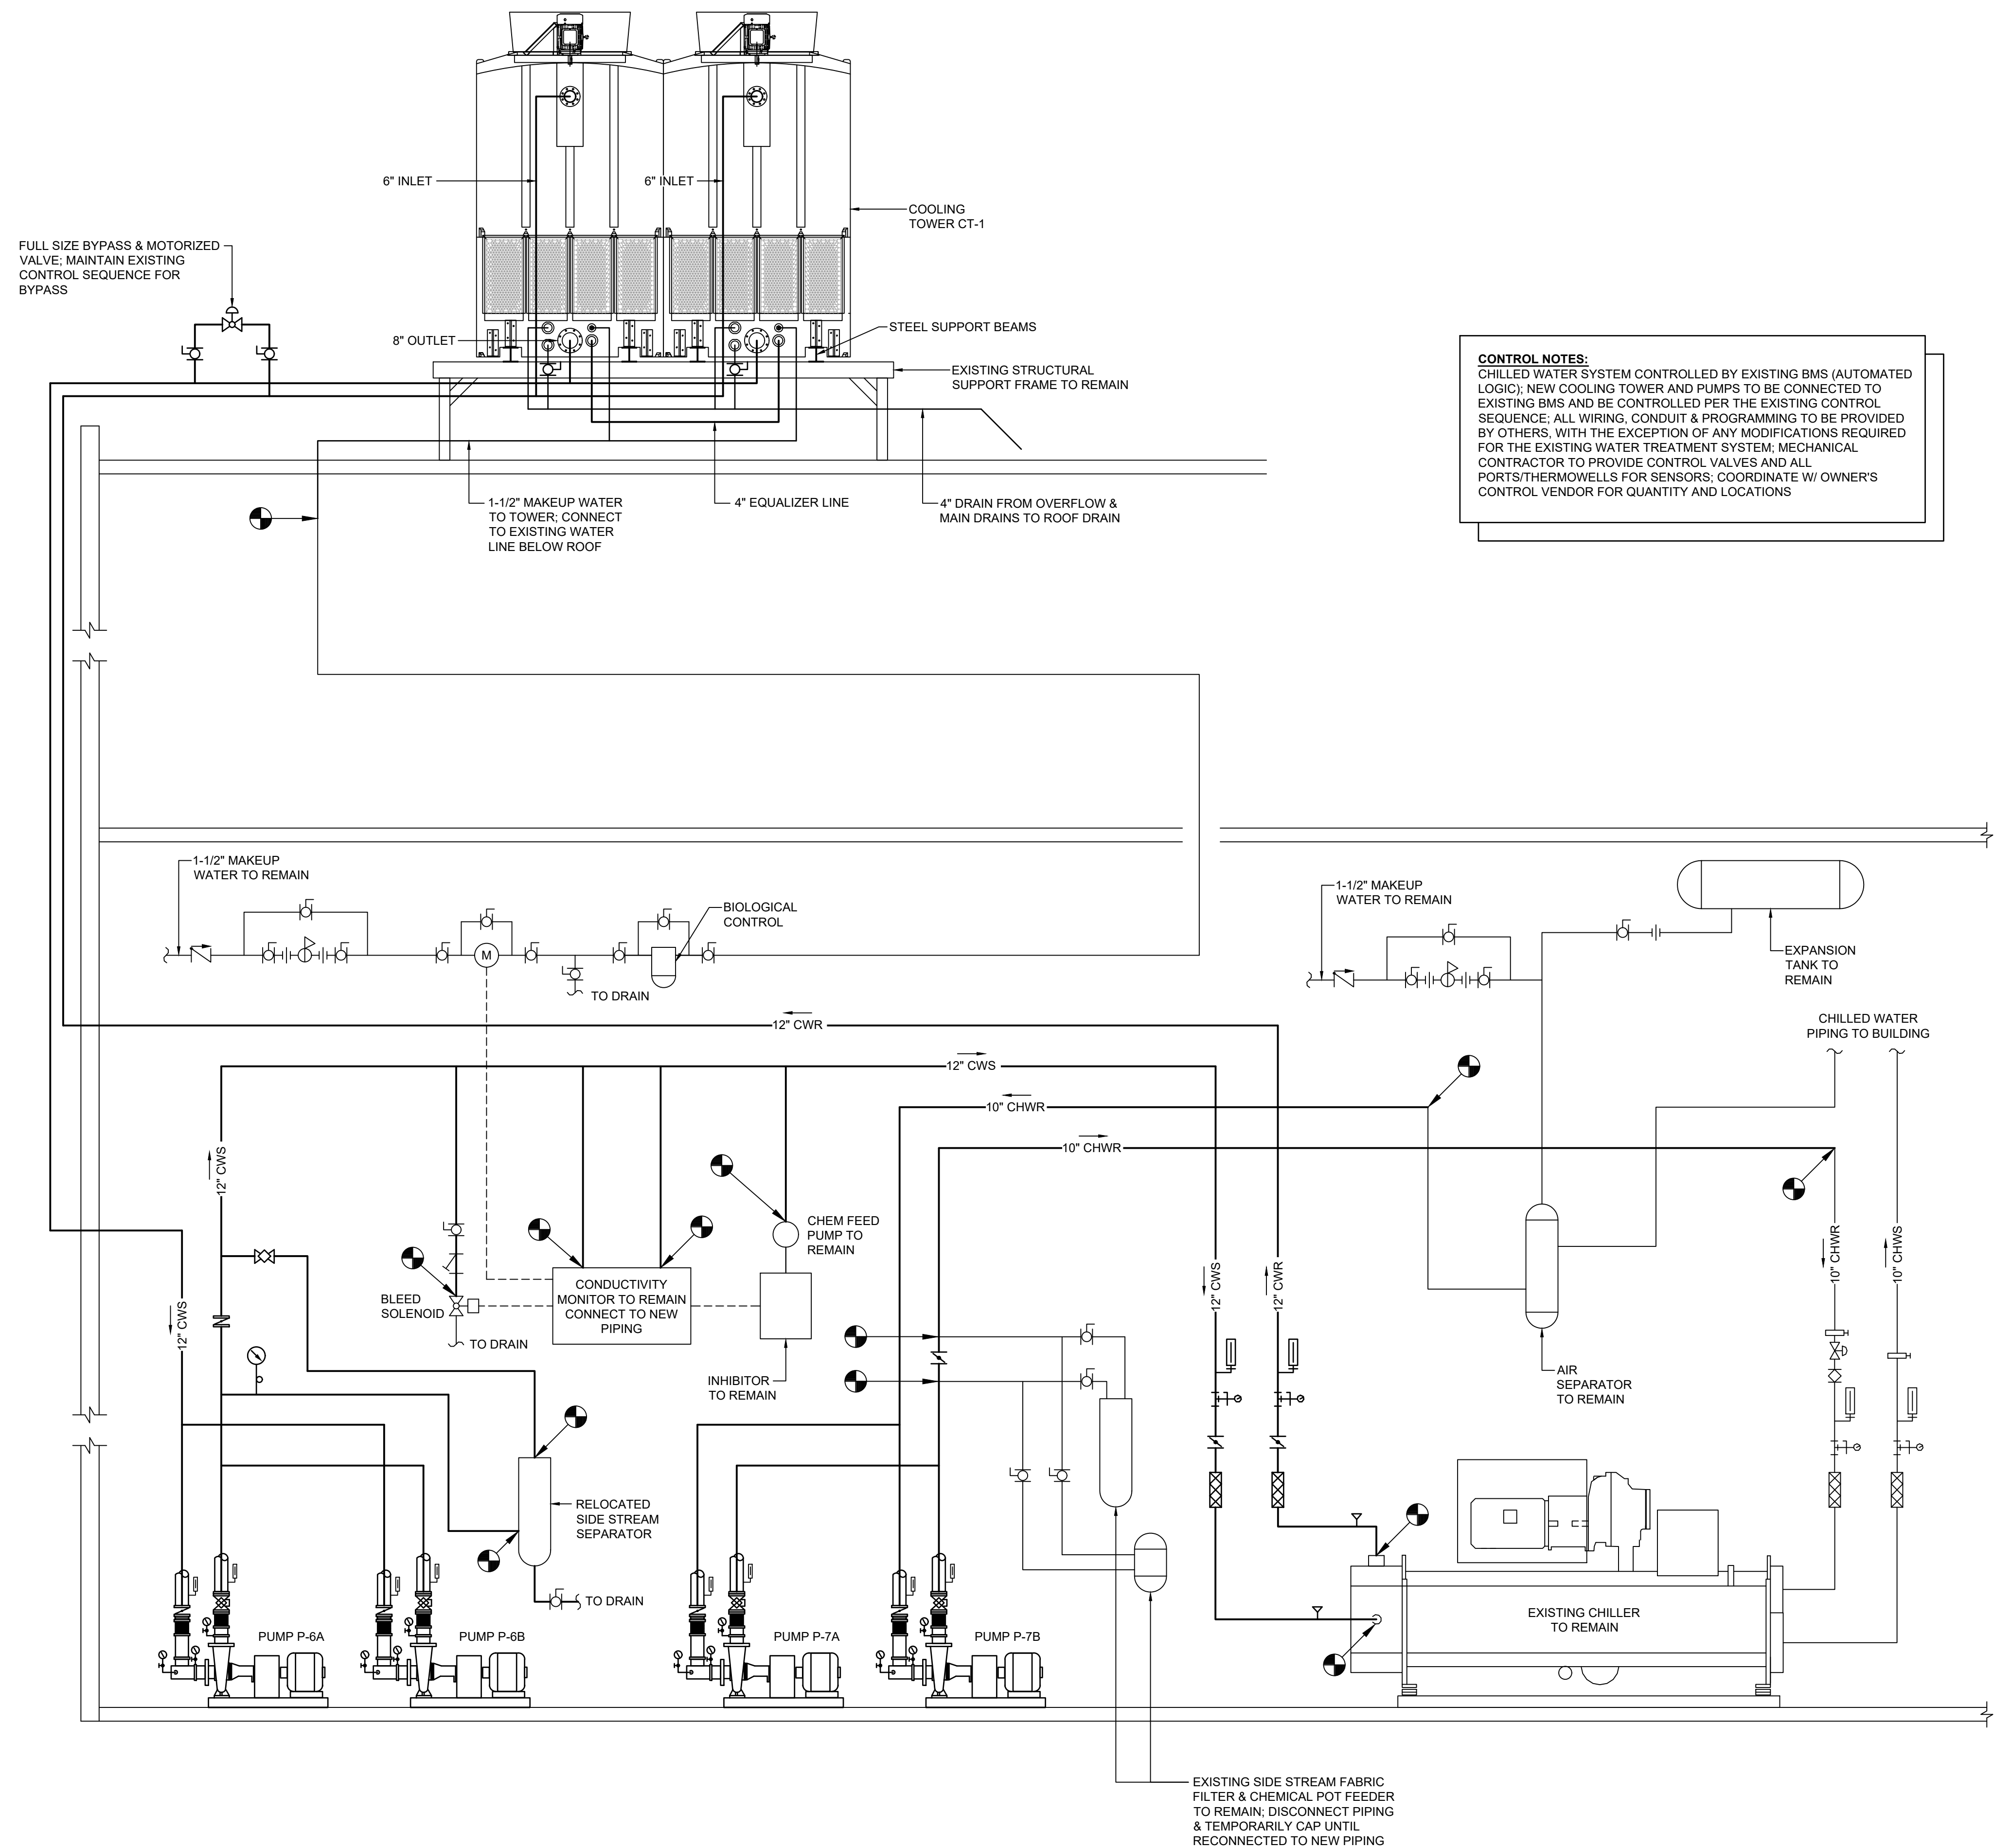 6" INLET
6" INLET
COOLING
TOWER CT-1
FULL SIZE BYPASS & MOTORIZED
VALVE; MAINTAIN EXISTING
CONTROL SEQUENCE FOR
BYPASS
8" OUTLET
STEEL SUPPORT BEAMS
EXISTING STRUCTURAL
SUPPORT FRAME TO REMAIN
CONTROL NOTES:
CHILLED WATER SYSTEM CONTROLLED BY EXISTING BMS (AUTOMATED
LOGIC); NEW COOLING TOWER AND PUMPS TO BE CONNECTED TO
EXISTING BMS AND BE CONTROLLED PER THE EXISTING CONTROL
SEQUENCE; ALL WIRING, CONDUIT & PROGRAMMING TO BE PROVIDED
BY OTHERS, WITH THE EXCEPTION OF ANY MODIFICATIONS REQUIRED
FOR THE EXISTING WATER TREATMENT SYSTEM; MECHANICAL
CONTRACTOR TO PROVIDE CONTROL VALVES AND ALL
PORTS/THERMOWELLS FOR SENSORS; COORDINATE W/ OWNER'S
CONTROL VENDOR FOR QUANTITY AND LOCATIONS
1-1/2" MAKEUP WATER
TO TOWER; CONNECT
TO EXISTING WATER
LINE BELOW ROOF
4" EQUALIZER LINE
4" DRAIN FROM OVERFLOW &
MAIN DRAINS TO ROOF DRAIN
1-1/2" MAKEUP
WATER TO REMAIN
BIOLOGICAL
CONTROL
M
TO DRAIN
1-1/2" MAKEUP
WATER TO REMAIN
EXPANSION
TANK TO
REMAIN
CHILLED WATER
PIPING TO BUILDING
12" CWR
12" CWS
10" CHWR
10" CHWR
12" CWS
12" CWS
CHEM FEED
PUMP TO
REMAIN
BLEED
SOLENOID
TO DRAIN
CONDUCTIVITY
MONITOR TO REMAIN
CONNECT TO NEW
PIPING
INHIBITOR
TO REMAIN
12" CWS
12" CWR
10" CHWR
10" CHWS
AIR
SEPARATOR
TO REMAIN
RELOCATED
SIDE STREAM
SEPARATOR
TO DRAIN
PUMP P-6A
PUMP P-6B
PUMP P-7A
PUMP P-7B
EXISTING CHILLER
TO REMAIN
EXISTING SIDE STREAM FABRIC
FILTER & CHEMICAL POT FEEDER
TO REMAIN; DISCONNECT PIPING
& TEMPORARILY CAP UNTIL
RECONNECTED TO NEW PIPING